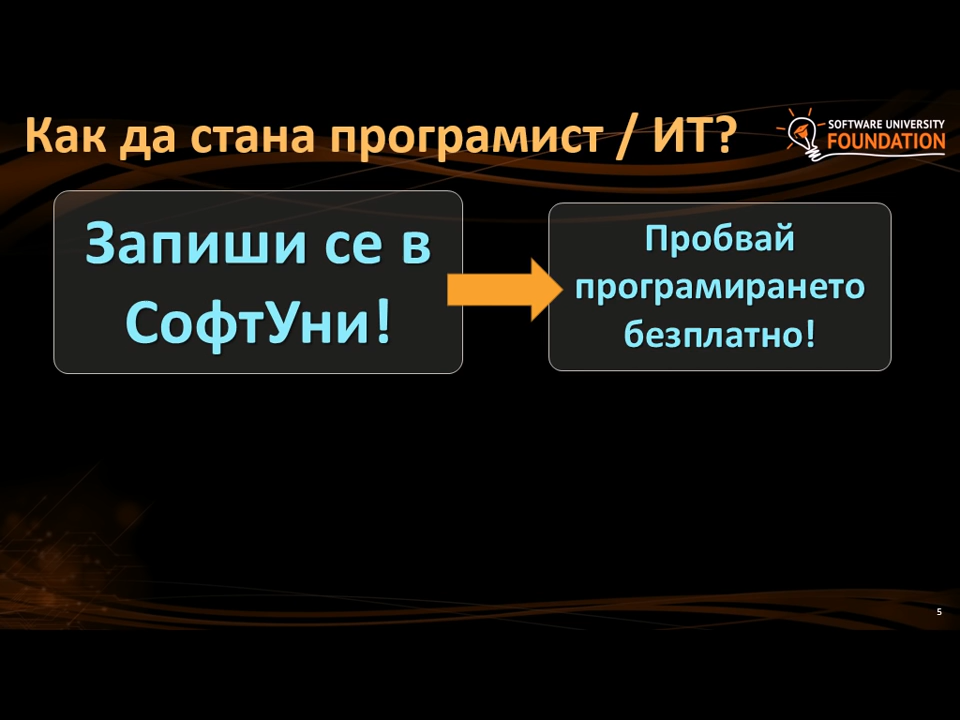 Как да стана програмист / ИТ?
SOFTWARE UNIVERSITY
FOUNDATION
Запиши се в
СофтУни!
Пробвай
програмирането
безплатно!
5